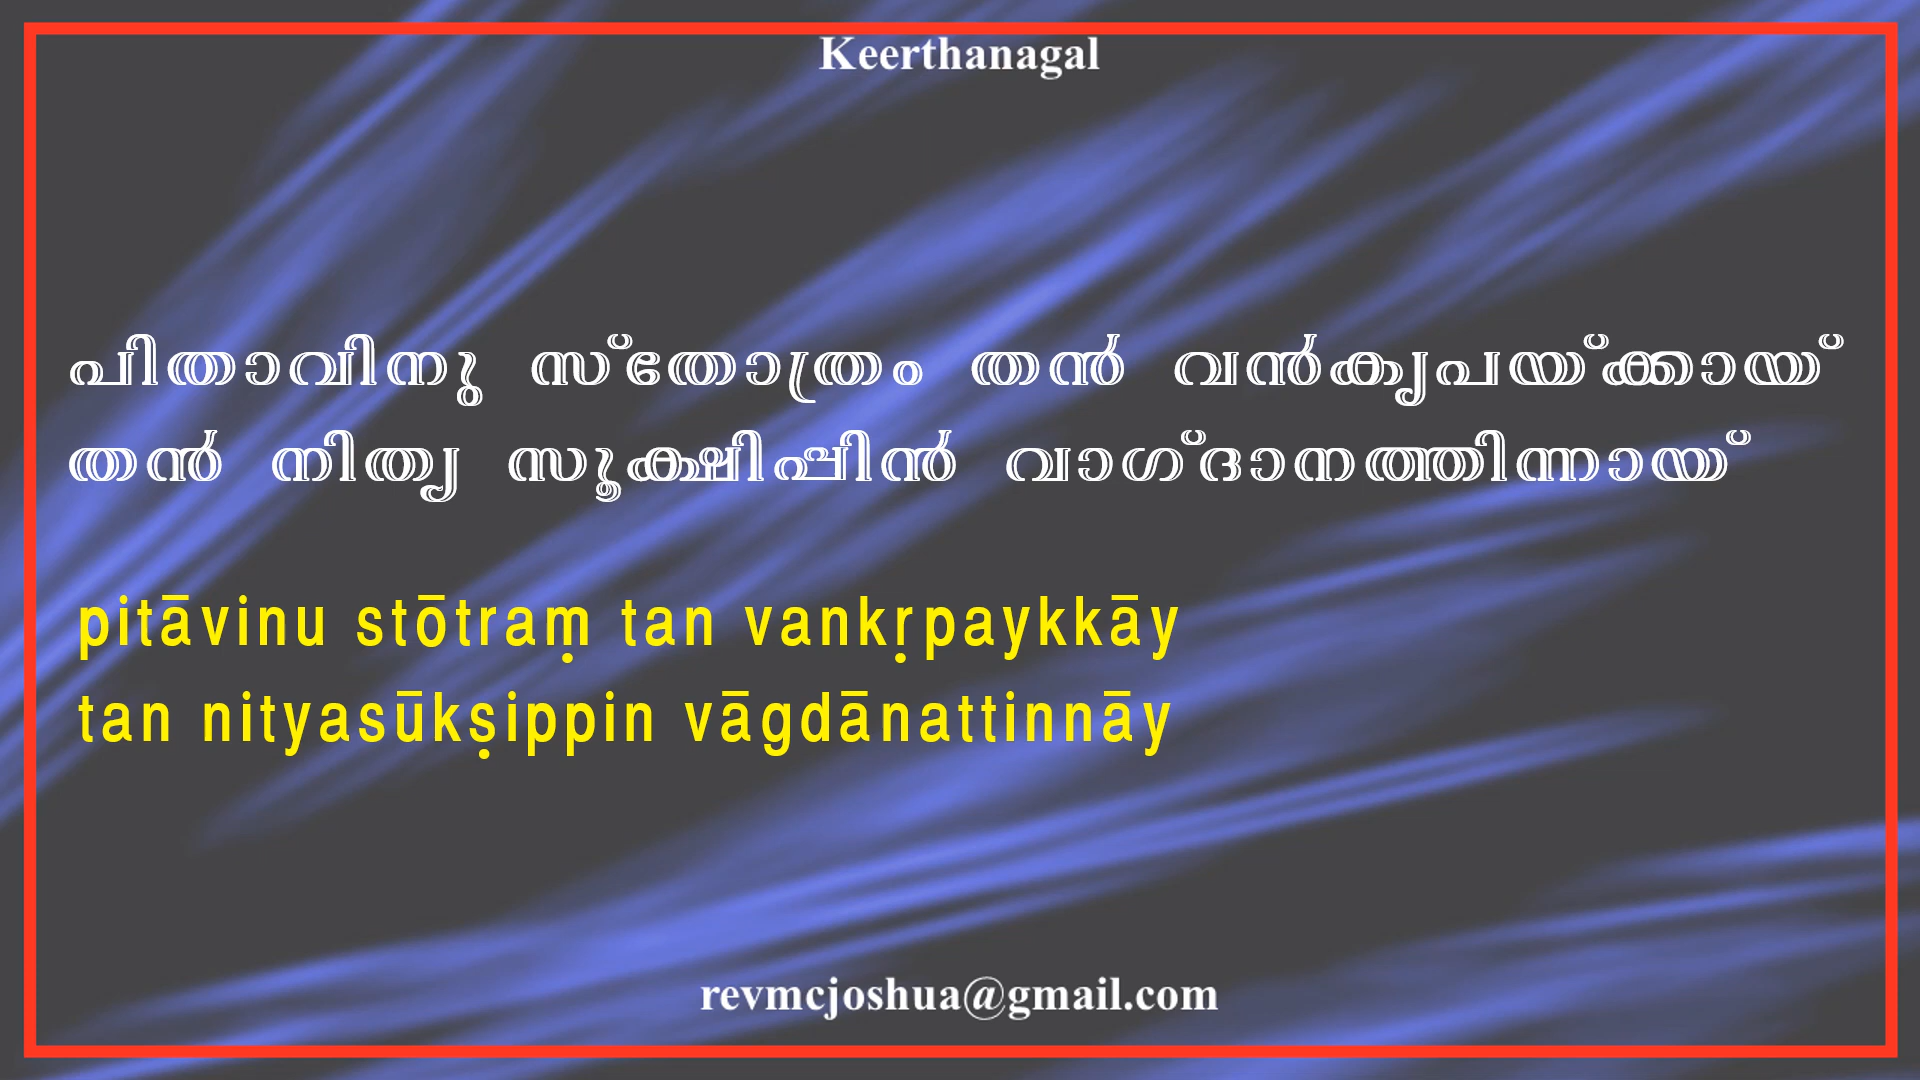 Keerthanagal
പിതാവിനു സ്തോത്രം തൻ വൻകൃപയ്ക്കായ്
തൻ നിത്യ സൂക്ഷിപ്പിൻ വാഗ്ദാനത്തിന്നായ്
pitāvinu stōtraṃ tan vankṛpaykkāy
tan nityasūkṣippin vāgdānattinnāy
revmcjoshua@gmail.com